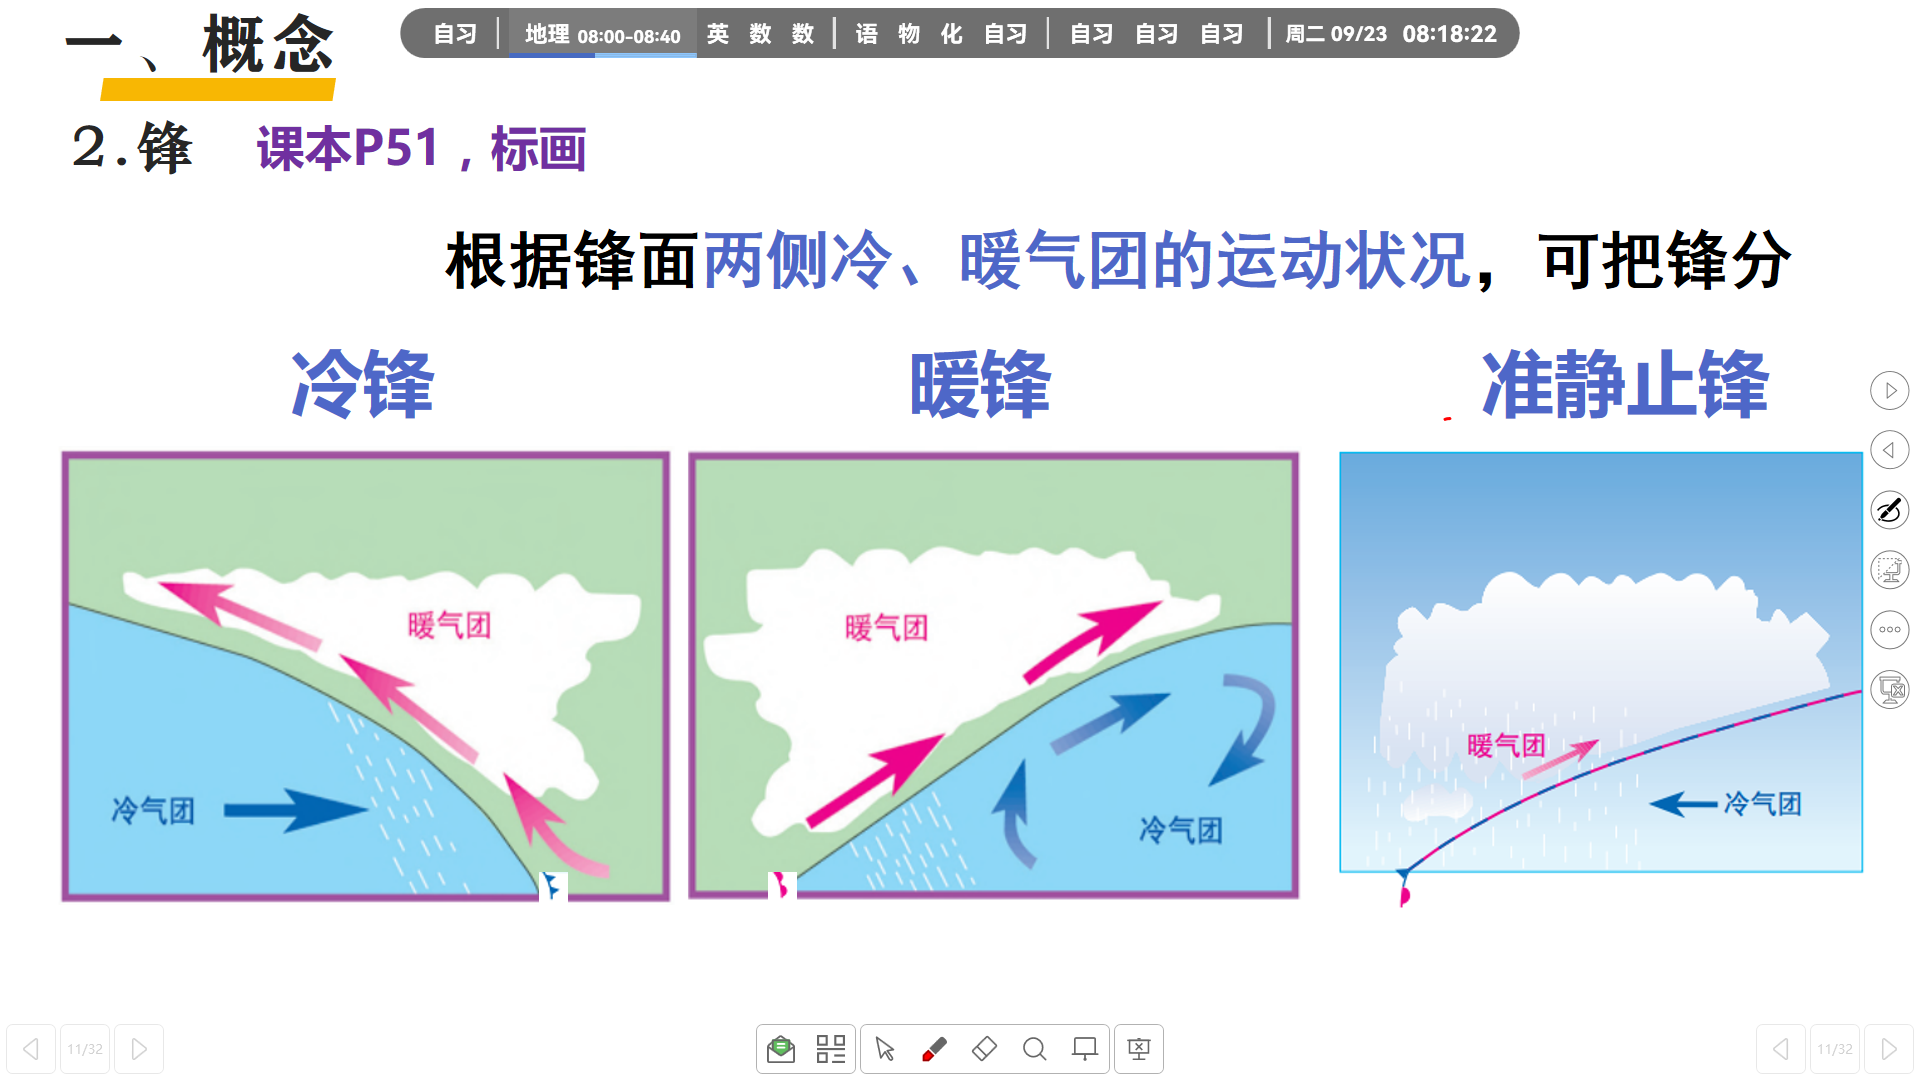 一、概念
自习 地理 08:00-08:40 英 数 数 语 物 化 自习 自习 自习 自习 周二 09/23 08:18:22
2.锋 课本P51，标画
根据锋面两侧冷、暖气团的运动状况，可把锋分
冷锋 暖锋 准静止锋
暖气团
冷气团
暖气团
冷气团
暖气团
冷气团
11/32
11/32